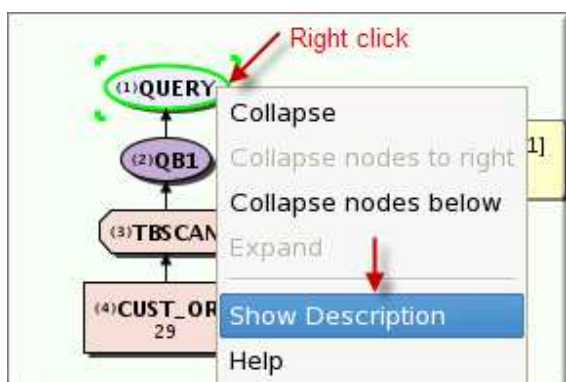 Right click
(1)QUERY
Collapse
Collapse nodes to right
1]
(2)QB1
Collapse nodes below
(3)TBSCAN
Expand
(4)CUST_OR
29
Show Description
Help